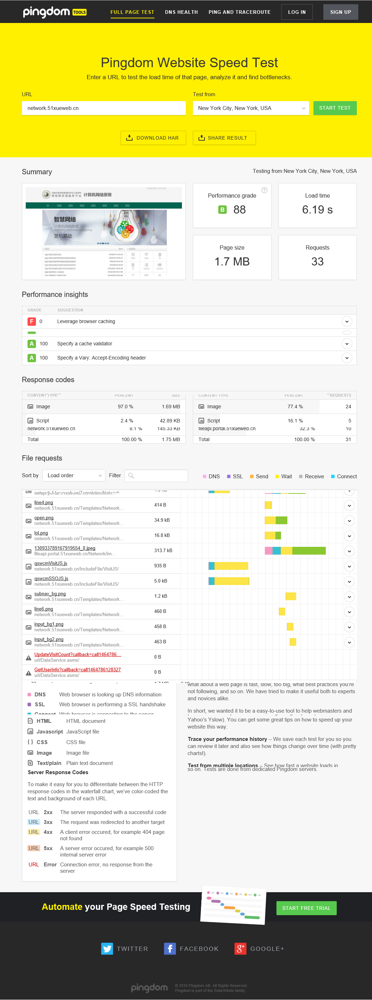 pingdom TOOLS
FULL PAGE TEST
DNS HEALTH
PING AND TRACEROUTE
LOG IN
SIGN UP
Pingdom Website Speed Test
Enter a URL to test the load time of that page, analyze it and find bottlenecks.
URL
Test from
network.51xueweb.cn
New York City, New York, USA
START TEST
DOWNLOAD HAR
SHARE RESULT
Summary
Testing from New York City, New York, USA
计算机网络原理
智慧网络
计算机网络原理
灵机易动
Performance grade
?
B 88
Load time
6.19 s
Page size
1.7 MB
Requests
33
Performance insights
GRADE SUGGESTION
F 0 Leverage browser caching
A 100 Specify a cache validator
A 100 Specify a Vary: Accept-Encoding header
Response codes
CONTENT TYPE PERCENT SIZE
Image 97.0 % 1.69 MB
Script 2.4 % 42.89 KB
network.51xueweb.cn 8.1 % 145.33 KB
Total 100.00 % 1.75 MB
CONTENT TYPE PERCENT REQUESTS
Image 77.4 % 24
Script 16.1 % 5
fileapi.portal.51xueweb.cn 32.3 % 10
Total 100.00 % 31
File requests
Sort by Load order Filter
DNS SSL Send Wait Receive Connect
line4.png
network.51xueweb.cn/Templates/Network...
414 B
open.png
network.51xueweb.cn/Templates/Network...
34.9 kB
lol.png
network.51xueweb.cn/Templates/Network...
16.8 kB
130933789167919554_0.jpeg
fileapi.portal.51xueweb.cn/Network/im...
313.7 kB
qswcmVisitJS.js
network.51xueweb.cn/IncludeFile/VisitJS/
935 B
qswcmSSOJS.js
network.51xueweb.cn/IncludeFile/VisitJS/
5.0 kB
subnav_bg.png
network.51xueweb.cn/Templates/Network...
1.2 kB
line6.png
network.51xueweb.cn/Templates/Network...
460 B
input_bg1.png
network.51xueweb.cn/Templates/Network...
458 B
input_bg2.png
network.51xueweb.cn/Templates/Network...
463 B
UpdateVisitCount?callback=call1464786...
url/DataService.asmx/
0 B
GetUserInfo?callback=call1464786128327
url/DataService.asmx/
0 B
DNS Web browser is looking up DNS information
SSL Web browser is performing a SSL handshake
Connect Web browser is connecting to the server
HTML HTML document
Javascript JavaScript file
CSS CSS file
Image Image file
Text/plain Plain text document
Server Response Codes
To make it easy for you to differentiate between the HTTP
response codes in the waterfall chart, we've color-coded the
text and background of each URL.
URL 2xx The server responded with a successful code
URL 3xx The request was redirected to another target
URL 4xx A client error occured, for example 404 page
not found
URL 5xx A server error occured, for example 500
internal server error
URL Error Connection error, no response from the
server
what about a web page is fast, slow, too big, what best practices you're
not following, and so on. We have tried to make it useful both to experts
and novices alike.
In short, we wanted it to be a easy-to-use tool to help webmasters and
Yahoo's Yslow). You can get some great tips on how to speed up your
website this way.
Trace your performance history – We save each test for you so you
can review it later and also see how things change over time (with pretty
charts!).
Test from multiple locations – See how fast a website loads in
so on. Tests are done from dedicated Pingdom servers.
Automate your Page Speed Testing
START FREE TRIAL
TWITTER
FACEBOOK
GOOGLE+
pingdom
© 2016 Pingdom AB. All Rights Reserved.
Pingdom is part of the SolarWinds family.